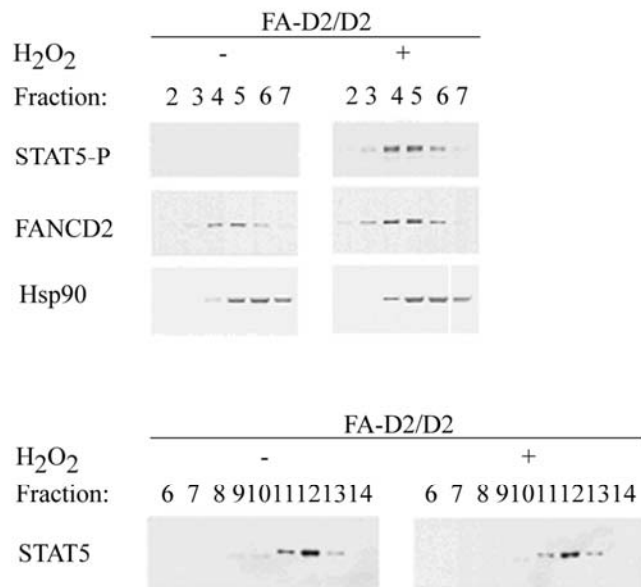 FA-D2/D2
H₂O₂ - +
Fraction: 2 3 4 5 6 7 2 3 4 5 6 7
STAT5-P
FANCD2
Hsp90
FA-D2/D2
H₂O₂ - +
Fraction: 6 7 8 9 10 11 12 13 14 6 7 8 9 10 11 12 13 14
STAT5